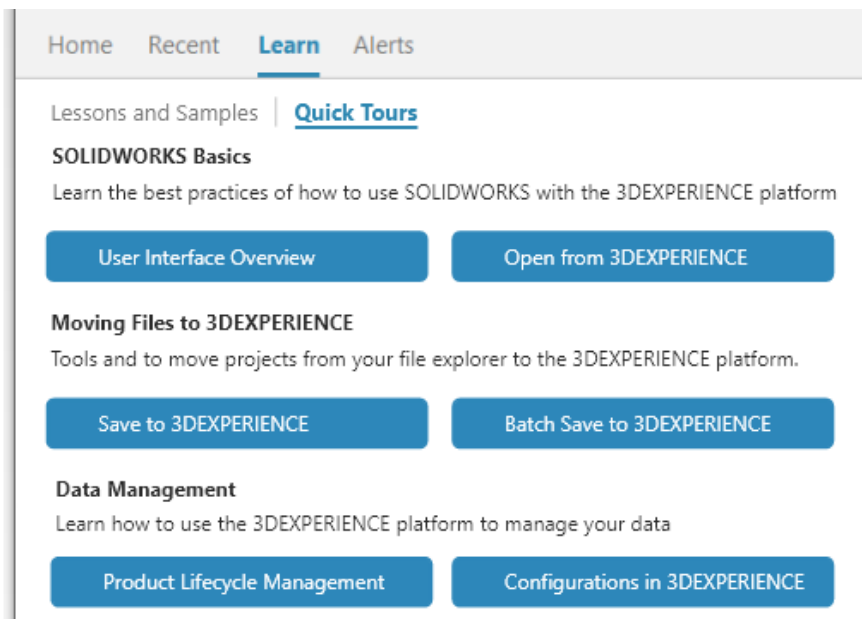 Home Recent Learn Alerts
Lessons and Samples Quick Tours
SOLIDWORKS Basics
Learn the best practices of how to use SOLIDWORKS with the 3DEXPERIENCE platform
User Interface Overview Open from 3DEXPERIENCE
Moving Files to 3DEXPERIENCE
Tools and to move projects from your file explorer to the 3DEXPERIENCE platform.
Save to 3DEXPERIENCE Batch Save to 3DEXPERIENCE
Data Management
Learn how to use the 3DEXPERIENCE platform to manage your data
Product Lifecycle Management Configurations in 3DEXPERIENCE